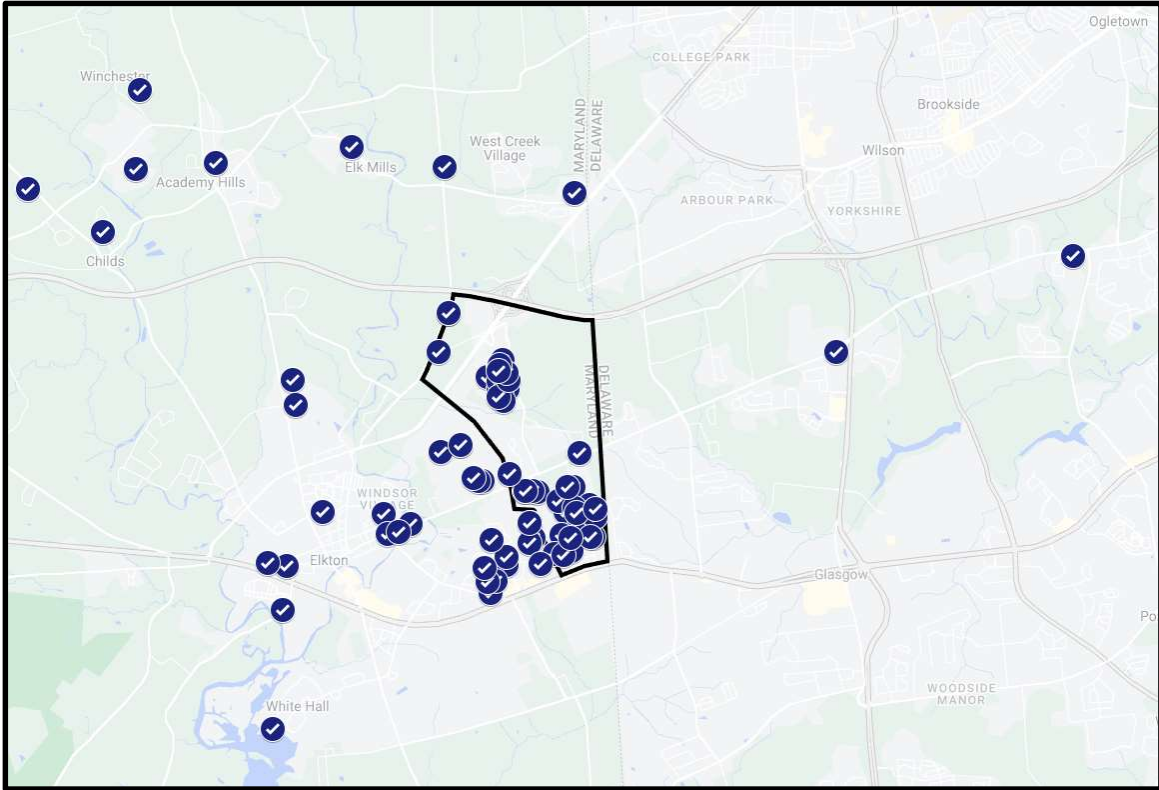 Ogletown
COLLEGE PARK
Winchester
Brookside
MARYLAND
DELAWARE
West Creek
Village
Wilson
Elk Mills
Academy Hills
ARBOUR PARK
YORKSHIRE
Childs
DELAWARE
MARYLAND
WINDSOR
Elkton
Glasgow
Po
WOODSIDE
MANOR
White Hall